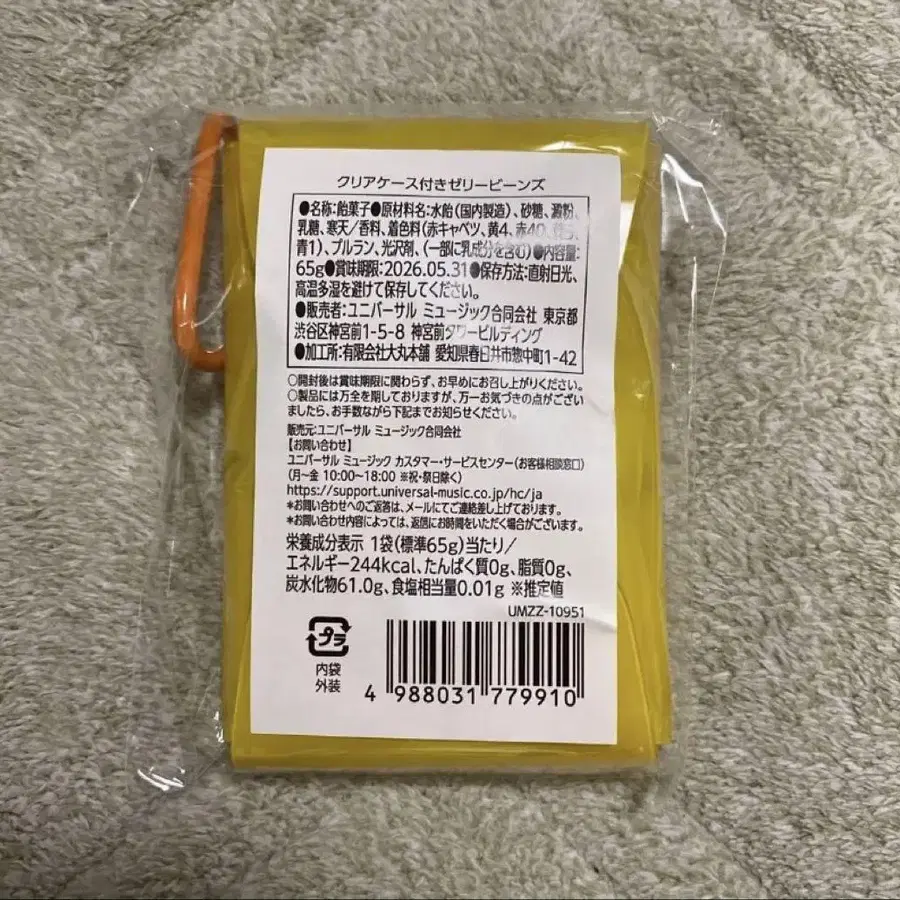 クリアケース付きゼリービーンズ
●名称:飴菓子●原材料名:水飴(国内製造)、砂糖、澱粉、
乳糖、寒天/香料、着色料(赤キャベツ、黄4、赤40、
青1)、プルラン、光沢剤、(一部に乳成分を含む)●内容量:
65g●賞味期限:2026.05.31●保存方法:直射日光、
高温多湿を避けて保存してください。
●販売者:ユニバーサル ミュージック合同会社 東京都
渋谷区神宮前1-5-8 神宮前タワービルディング
●加工所:有限会社大丸本舗 愛知県春日井市惣中町1-42
○開封後は賞味期限に関わらず、お早めにお召し上がりください。
○製品には万全を期しておりますが、万一お気づきの点がござい
ましたら、お手数ながら下記までお知らせください。
販売元:ユニバーサル ミュージック合同会社
【お問い合わせ】
ユニバーサル ミュージック カスタマー・サービスセンター(お客様相談窓口)
(月～金 10:00～18:00 ※祝・祭日除く)
https://support.universal-music.co.jp/hc/ja
*お問い合わせへのご返答は、メールにてご連絡差し上げております。
*お問い合わせ内容によっては、返信にお時間をいただく場合がございます。
栄養成分表示 1袋(標準65g)当たり/
エネルギー244kcal、たんぱく質0g、脂質0g、
炭水化物61.0g、食塩相当量0.01g ※推定値
UMZZ-10951
プラ
内袋
外装
4 988031 779910